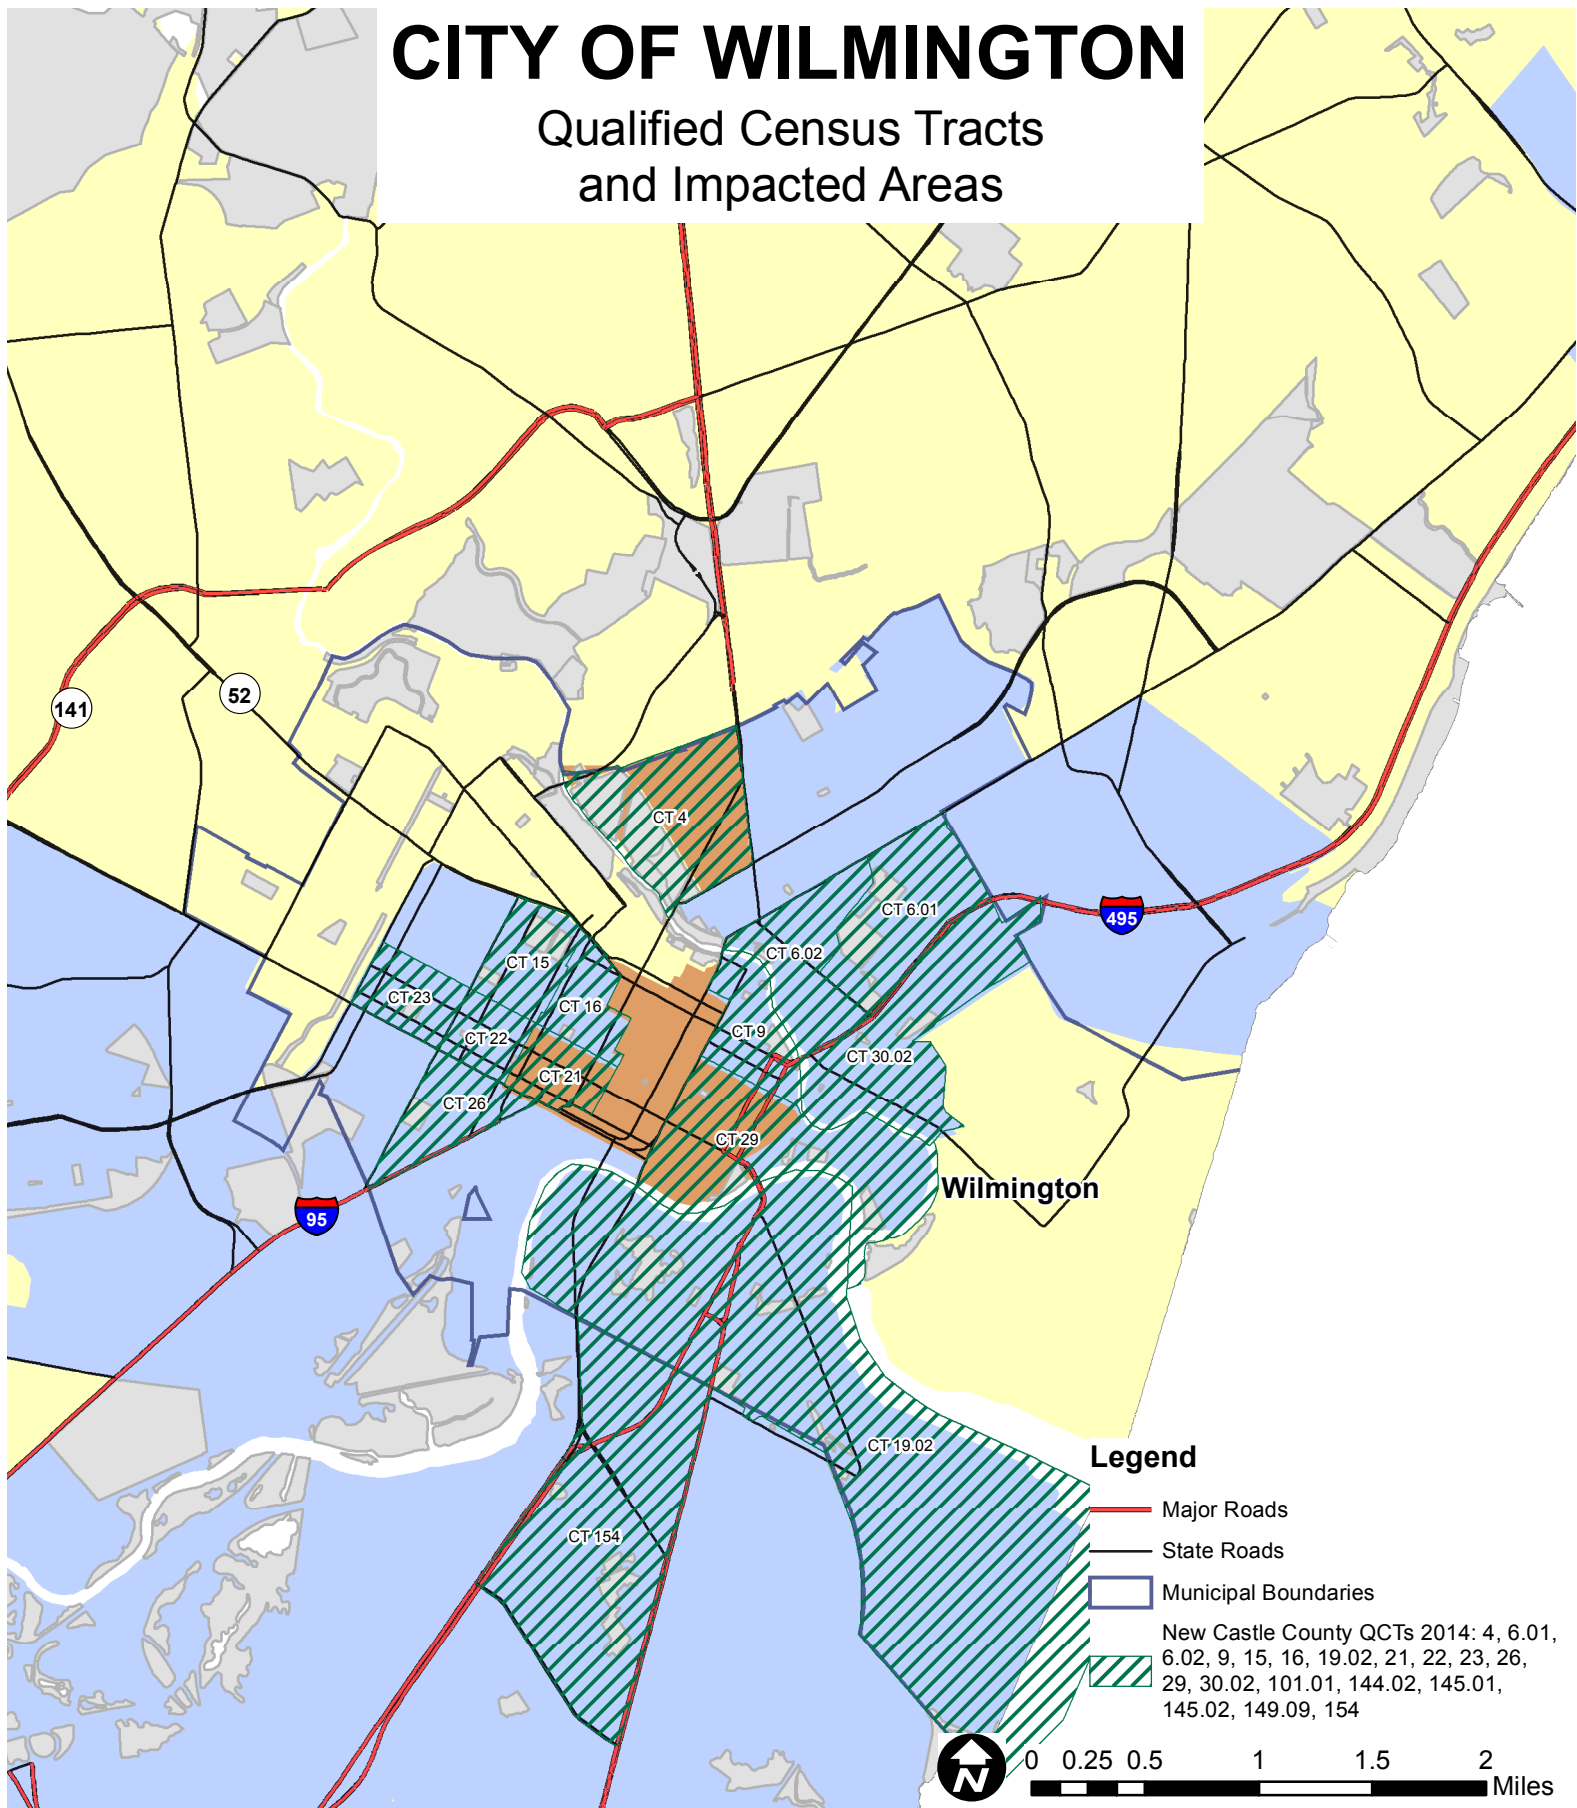 CITY OF WILMINGTON
Qualified Census Tracts
and Impacted Areas
52
141
CT 4
495
CT 6.01
CT 6.02
CT 15
CT 23
CT 16
CT 9
CT 22
CT 30.02
CT 21
CT 26
CT 29
Wilmington
95
CT 19.02
CT 154
Legend
Major Roads
State Roads
Municipal Boundaries
New Castle County QCTs 2014: 4, 6.01,
6.02, 9, 15, 16, 19.02, 21, 22, 23, 26,
29, 30.02, 101.01, 144.02, 145.01,
145.02, 149.09, 154
N
0 0.25 0.5 1 1.5 2
Miles